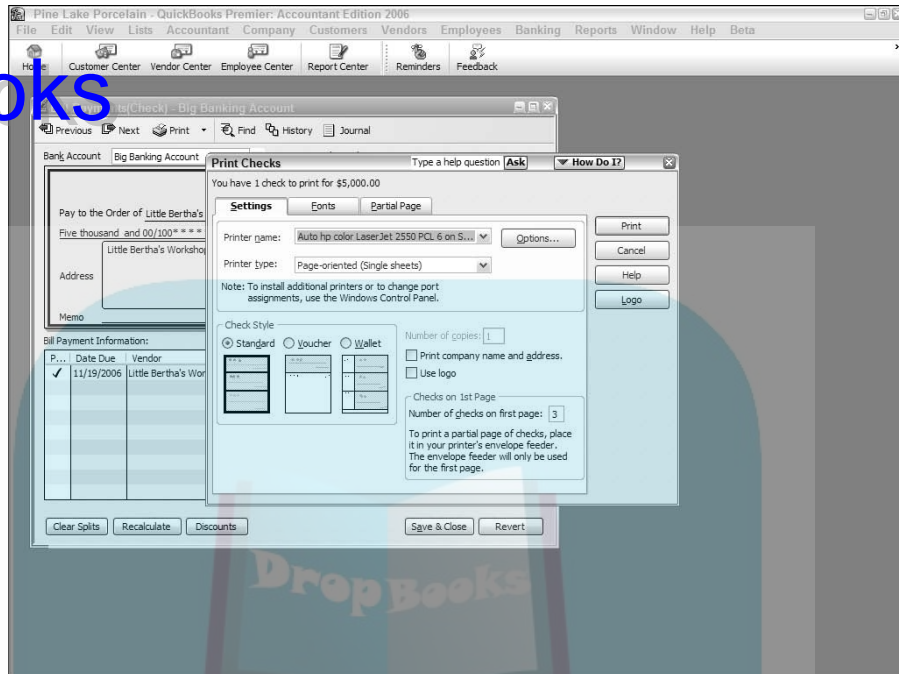 Pine Lake Porcelain - QuickBooks Premier: Accountant Edition 2006
File Edit View Lists Accountant Company Customers Vendors Employees Banking Reports Window Help Beta
Home Customer Center Vendor Center Employee Center Report Center Reminders Feedback
oks
(Check) - Big Banking Account
Previous Next Print Find History Journal
Bank Account Big Banking Account
Print Checks Type a help question Ask How Do I?
You have 1 check to print for $5,000.00
Settings Fonts Partial Page
Pay to the Order of Little Bertha's
Five thousand and 00/100* * * *
Little Bertha's Workshop
Address
Memo
Printer name: Auto hp color LaserJet 2550 PCL 6 on S... Options...
Printer type: Page-oriented (Single sheets)
Note: To install additional printers or to change port
assignments, use the Windows Control Panel.
Print
Cancel
Help
Logo
Check Style
Standard Voucher Wallet
Number of copies: 1
Print company name and address.
Use logo
Checks on 1st Page
Number of checks on first page: 3
To print a partial page of checks, place
it in your printer's envelope feeder.
The envelope feeder will only be used
for the first page.
Bill Payment Information:
P... Date Due Vendor
11/19/2006 Little Bertha's Wor
Clear Splits Recalculate Discounts Save & Close Revert
DropBooks